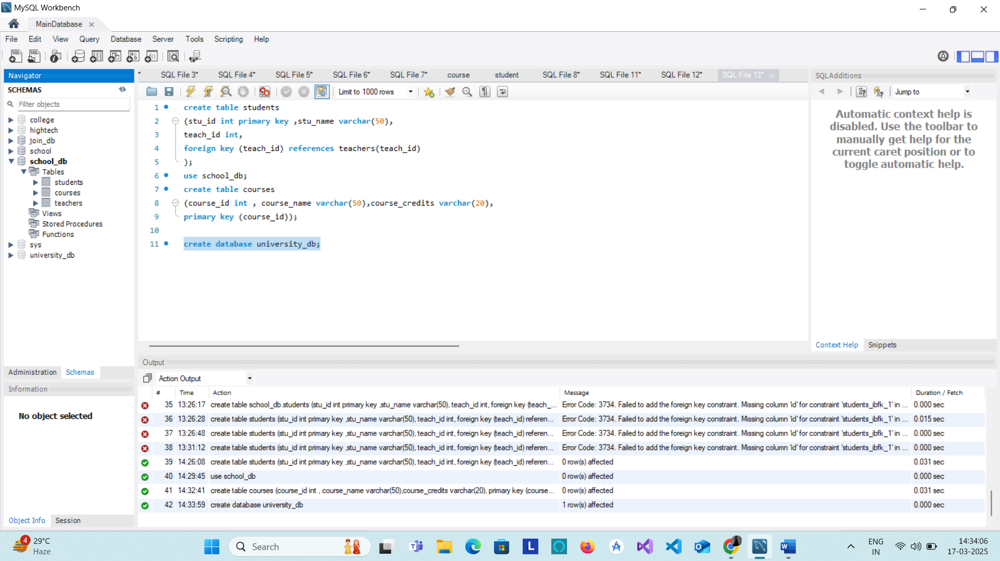 MySQL Workbench
MainDatabase
File Edit View Query Database Server Tools Scripting Help
Navigator
SCHEMAS
Filter objects
college
hightech
join_db
school
school_db
Tables
students
courses
teachers
Views
Stored Procedures
Functions
sys
university_db
Administration Schemas
Information
No object selected
Object Info Session
* SQL File 3* SQL File 4* SQL File 5* SQL File 6* SQL File 7* course student SQL File 8* SQL File 11* SQL File 12* SQL File 13*
Limit to 1000 rows
1 create table students
2 (stu_id int primary key ,stu_name varchar(50),
3 teach_id int,
4 foreign key (teach_id) references teachers(teach_id)
5 );
6 use school_db;
7 create table courses
8 (course_id int , course_name varchar(50),course_credits varchar(20),
9 primary key (course_id));
10
11 create database university_db;
SQLAdditions
Jump to
Automatic context help is
disabled. Use the toolbar to
manually get help for the
current caret position or to
toggle automatic help.
Context Help Snippets
Output
Action Output
# Time Action Message Duration / Fetch
35 13:26:17 create table school_db.students (stu_id int primary key ,stu_name varchar(50), teach_id int, foreign key (teach_... Error Code: 3734. Failed to add the foreign key constraint. Missing column 'id' for constraint 'students_ibfk_1' in ... 0.000 sec
36 13:26:28 create table students (stu_id int primary key ,stu_name varchar(50), teach_id int, foreign key (teach_id) referen... Error Code: 3734. Failed to add the foreign key constraint. Missing column 'id' for constraint 'students_ibfk_1' in ... 0.015 sec
37 13:26:48 create table students (stu_id int primary key ,stu_name varchar(50), teach_id int, foreign key (teach_id) referen... Error Code: 3734. Failed to add the foreign key constraint. Missing column 'id' for constraint 'students_ibfk_1' in ... 0.000 sec
38 13:31:12 create table students (stu_id int primary key ,stu_name varchar(50), teach_id int, foreign key (teach_id) referen... Error Code: 3734. Failed to add the foreign key constraint. Missing column 'id' for constraint 'students_ibfk_1' in ... 0.000 sec
39 14:26:08 create table students (stu_id int primary key ,stu_name varchar(50), teach_id int, foreign key (teach_id) referen... 0 row(s) affected 0.031 sec
40 14:29:45 use school_db 0 row(s) affected 0.000 sec
41 14:32:41 create table courses (course_id int , course_name varchar(50),course_credits varchar(20), primary key (course... 0 row(s) affected 0.031 sec
42 14:33:59 create database university_db 1 row(s) affected 0.000 sec
4
29°C
Haze
Search
ENG
IN
14:34:06
17-03-2025